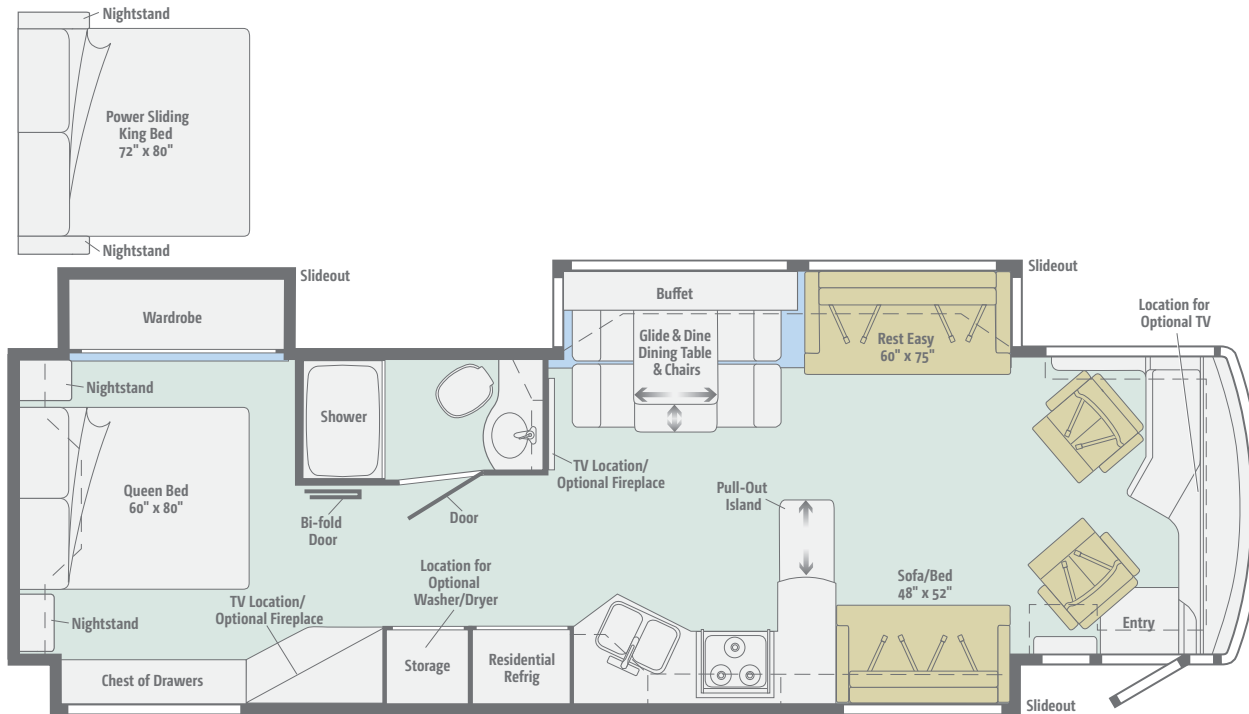 Nightstand
Power Sliding
King Bed
72" x 80"
Nightstand
Slideout
Slideout
Wardrobe
Buffet
Location for
Optional TV
Glide & Dine
Dining Table
& Chairs
Rest Easy
60" x 75"
Nightstand
Shower
TV Location/
Optional Fireplace
Queen Bed
60" x 80"
Pull-Out
Island
Bi-fold
Door
Door
Location for
Optional
Washer/Dryer
Sofa/Bed
48" x 52"
TV Location/
Optional Fireplace
Nightstand
Entry
Chest of Drawers
Storage
Residential
Refrig
Slideout